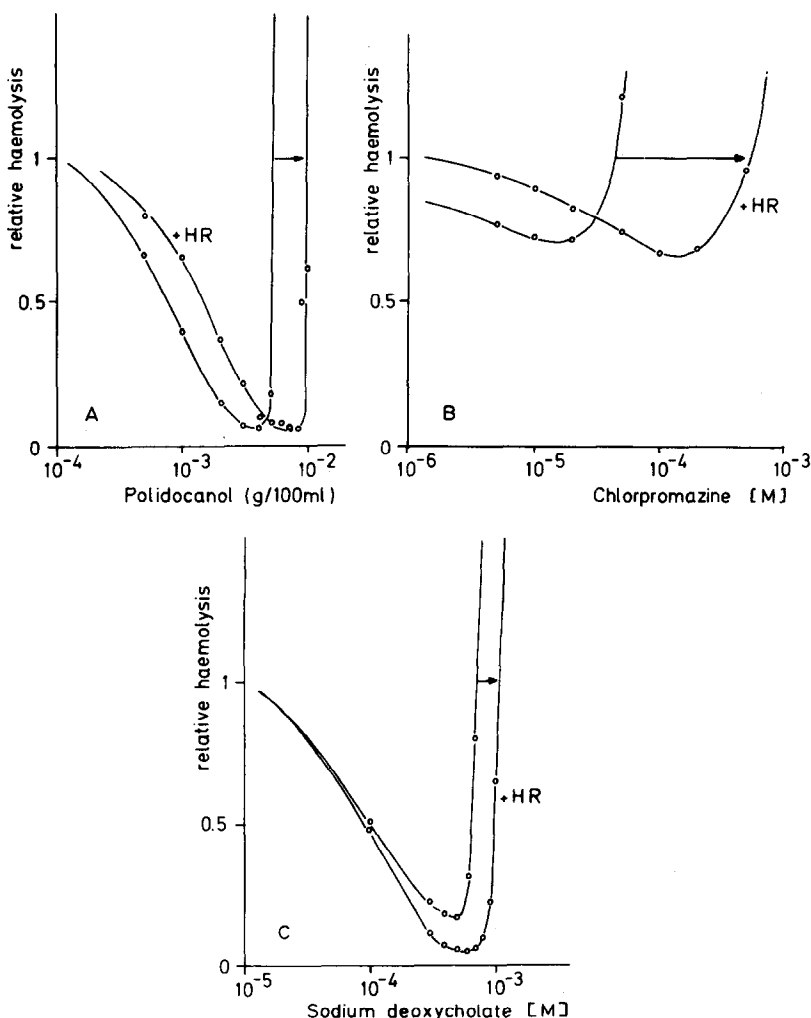 relative haemolysis
1
0.5
0
+HR
A
10⁻⁴
10⁻³
10⁻²
Polidocanol (g/100ml)
relative haemolysis
1
0.5
0
+HR
B
10⁻⁶
10⁻⁵
10⁻⁴
10⁻³
Chlorpromazine [M]
relative haemolysis
1
0.5
0
+HR
C
10⁻⁵
10⁻⁴
10⁻³
Sodium deoxycholate [M]